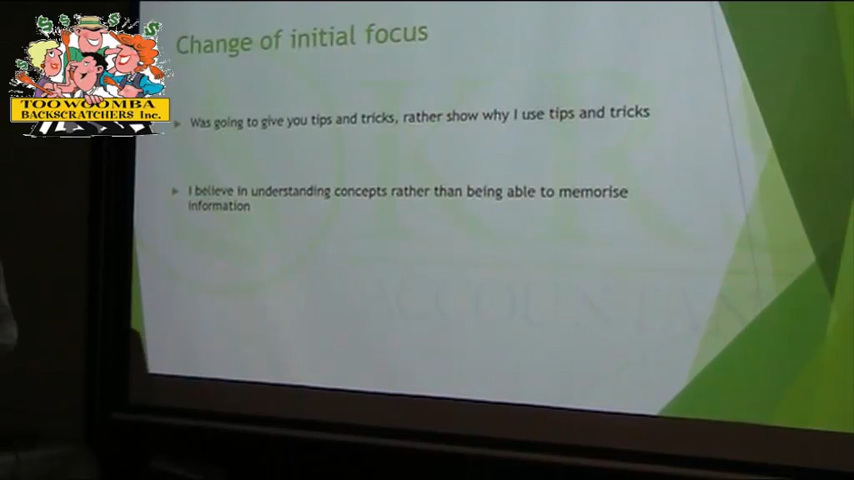 Change of initial focus
TOOWOOMBA
BACKSCRATCHERS Inc.
Was going to give you tips and tricks, rather show why I use tips and tricks
I believe in understanding concepts rather than being able to memorise
information